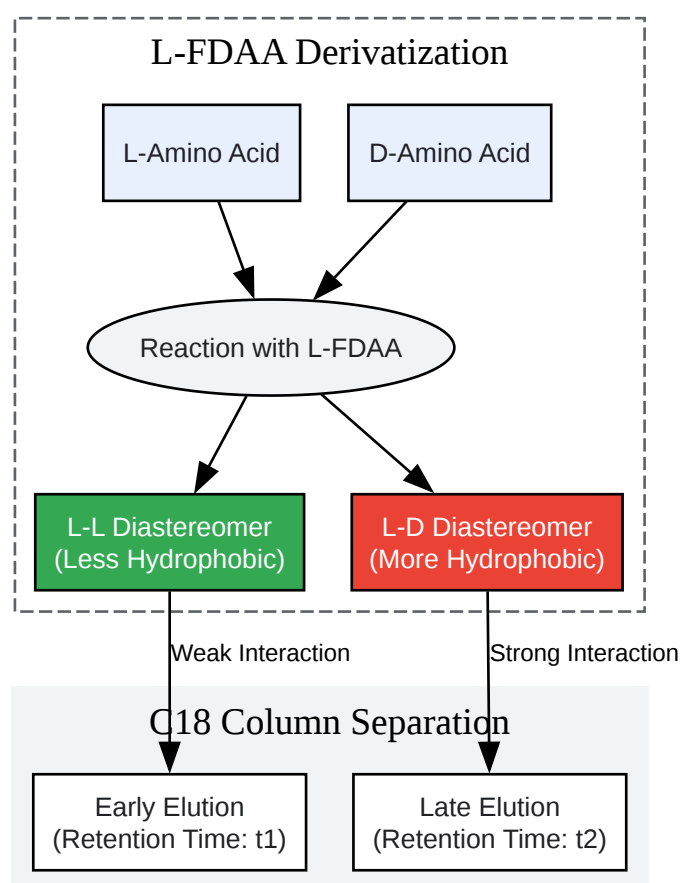 L-FDAA Derivatization
L-Amino Acid
D-Amino Acid
Reaction with L-FDAA
L-L Diastereomer
(Less Hydrophobic)
L-D Diastereomer
(More Hydrophobic)
Weak Interaction
Strong Interaction
C18 Column Separation
Early Elution
(Retention Time: t1)
Late Elution
(Retention Time: t2)